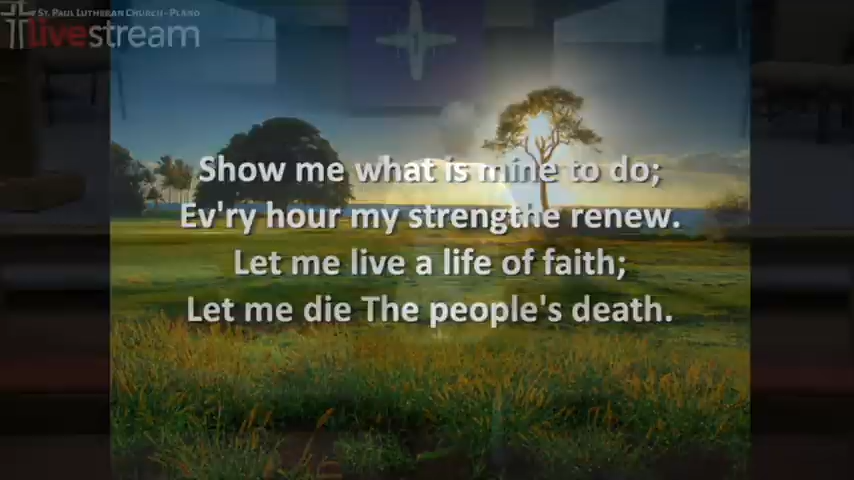 ST. PAUL LUTHERAN CHURCH - PLANO
livestream
Show me what is mine to do;
Ev'ry hour my strengthe renew.
Let me live a life of faith;
Let me die The people's death.